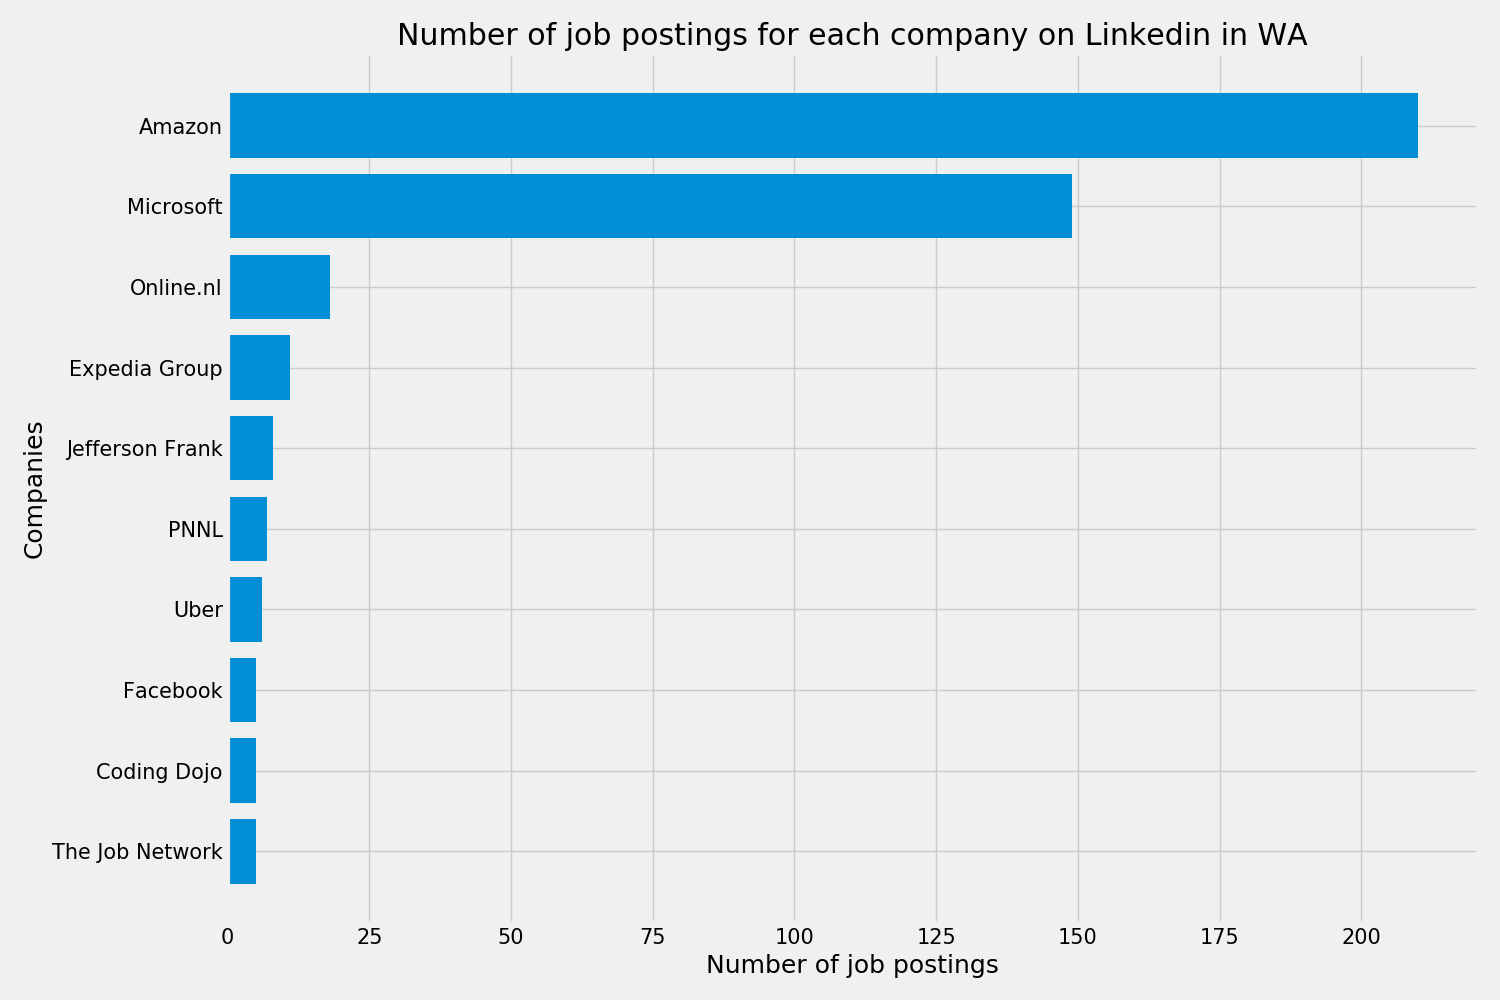 Number of job postings for each company on Linkedin in WA
Amazon
Microsoft
Online.nl
Expedia Group
Jefferson Frank
PNNL
Uber
Facebook
Coding Dojo
The Job Network
Companies
0 25 50 75 100 125 150 175 200
Number of job postings